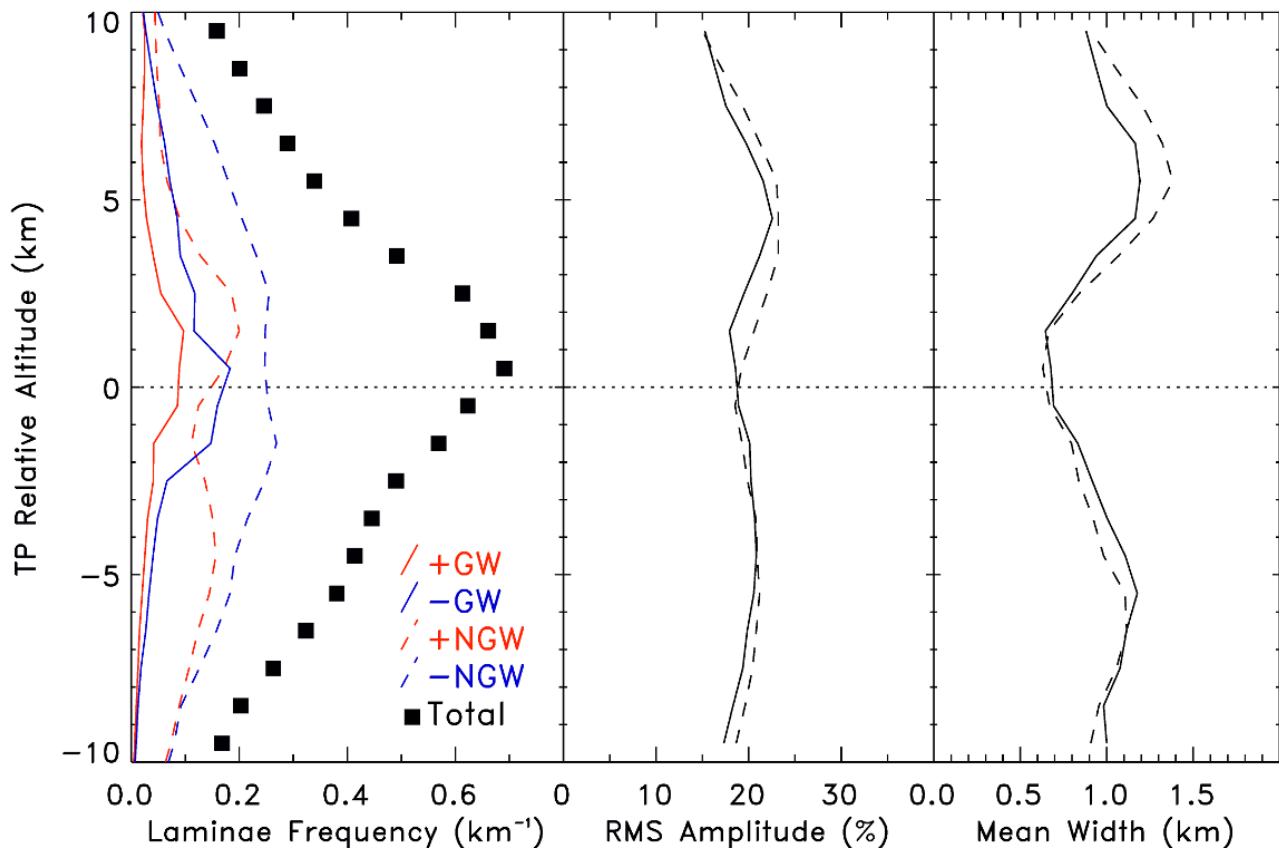 10
5
0
−5
−10
TP Relative Altitude (km)
+GW
−GW
+NGW
−NGW
Total
0.0 0.2 0.4 0.6 0 10 20 30 0.0 0.5 1.0 1.5
Laminae Frequency (km⁻¹) RMS Amplitude (%) Mean Width (km)